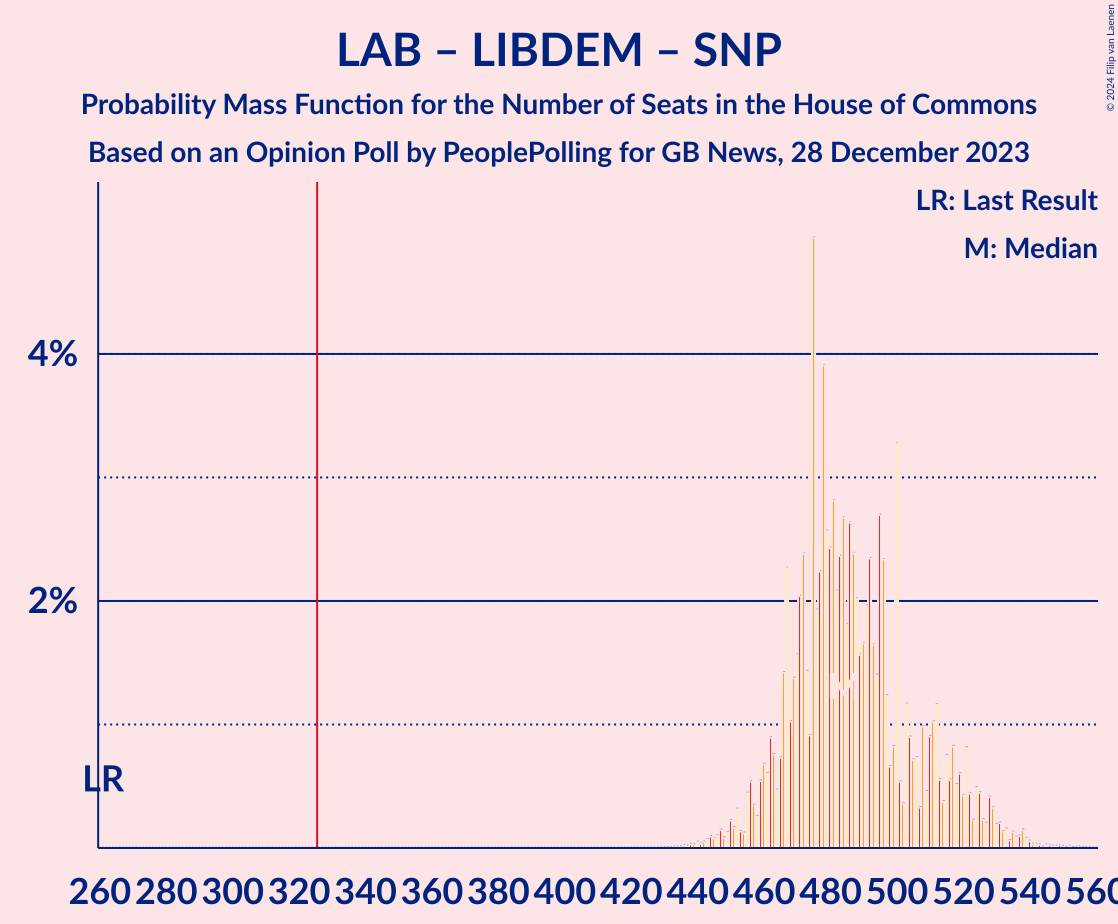 LAB – LIBDEM – SNP
Probability Mass Function for the Number of Seats in the House of Commons
Based on an Opinion Poll by PeoplePolling for GB News, 28 December 2023
© 2024 Filip van Laenen
LR: Last Result
M: Median
4%
2%
LR
M
260 280 300 320 340 360 380 400 420 440 460 480 500 520 540 560